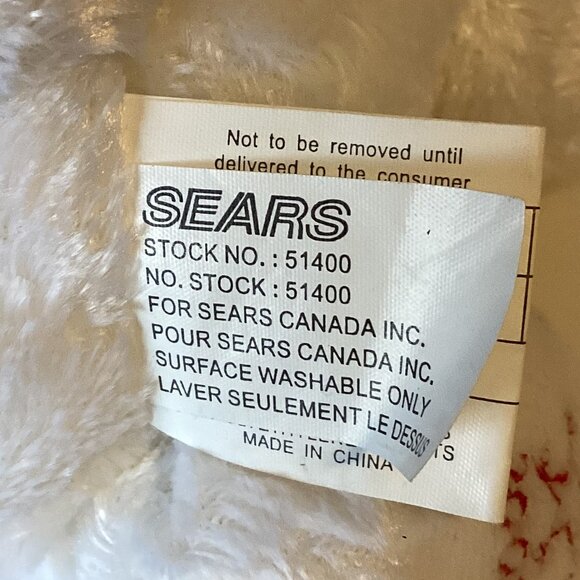 Not to be removed until
delivered to the consumer
SEARS
STOCK NO. : 51400
NO. STOCK : 51400
FOR SEARS CANADA INC.
POUR SEARS CANADA INC.
SURFACE WASHABLE ONLY
LAVER SEULEMENT LE DESSUS
MADE IN CHINA